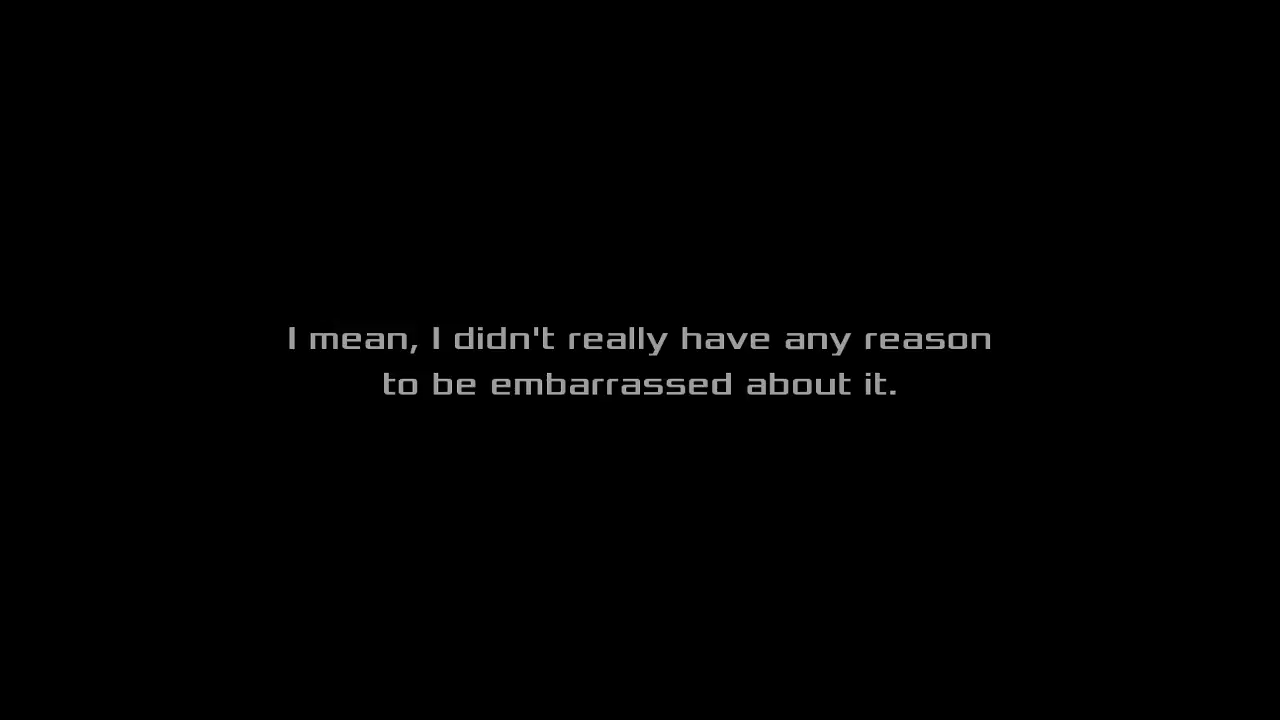 I mean, I didn't really have any reason
to be embarrassed about it.